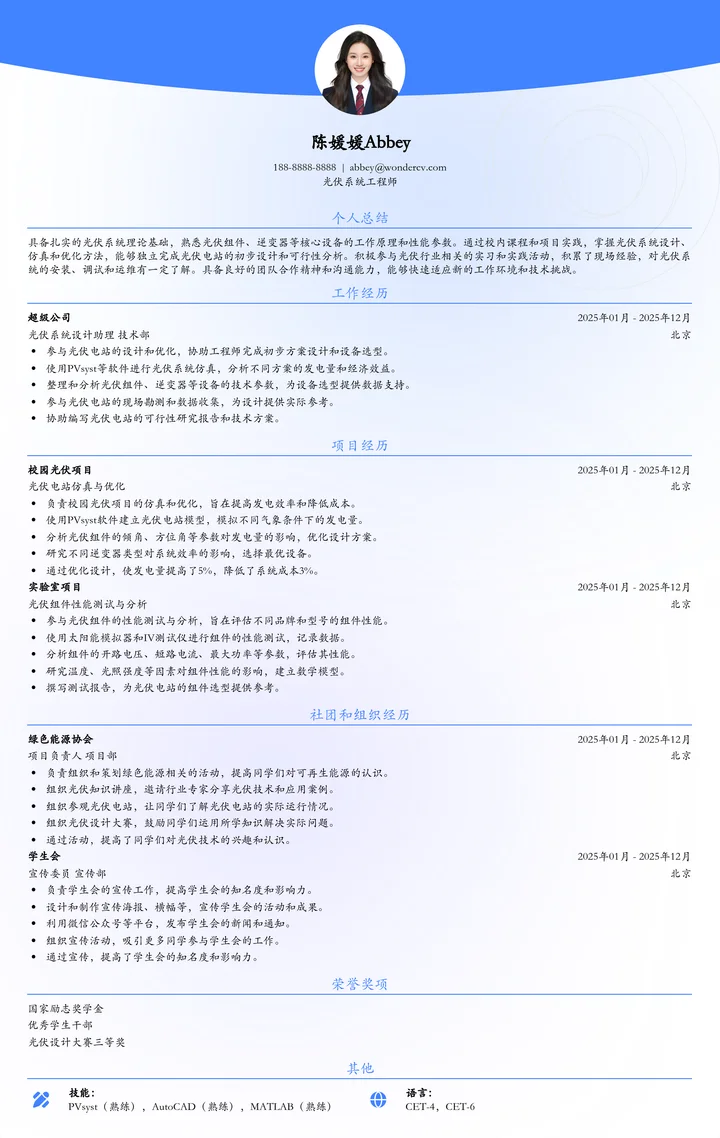 陈媛媛Abbey
188-8888-8888 | abbey@wondercv.com
光伏系统工程师
个人总结
具备扎实的光伏系统理论基础，熟悉光伏组件、逆变器等核心设备的工作原理和性能参数。通过校内课程和项目实践，掌握光伏系统设计、
仿真和优化方法，能够独立完成光伏电站的初步设计和可行性分析。积极参与光伏行业相关的实习和实践活动，积累了现场经验，对光伏系
统的安装、调试和运维有一定了解。具备良好的团队合作精神和沟通能力，能够快速适应新的工作环境和技术挑战。
工作经历
超级公司 2025年01月 - 2025年12月
光伏系统设计助理 技术部 北京
• 参与光伏电站的设计和优化，协助工程师完成初步方案设计和设备选型。
• 使用PVsyst等软件进行光伏系统仿真，分析不同方案的发电量和经济效益。
• 整理和分析光伏组件、逆变器等设备的技术参数，为设备选型提供数据支持。
• 参与光伏电站的现场勘测和数据收集，为设计提供实际参考。
• 协助编写光伏电站的可行性研究报告和技术方案。
项目经历
校园光伏项目 2025年01月 - 2025年12月
光伏电站仿真与优化 北京
• 负责校园光伏项目的仿真和优化，旨在提高发电效率和降低成本。
• 使用PVsyst软件建立光伏电站模型，模拟不同气象条件下的发电量。
• 分析光伏组件的倾角、方位角等参数对发电量的影响，优化设计方案。
• 研究不同逆变器类型对系统效率的影响，选择最优设备。
• 通过优化设计，使发电量提高了5%，降低了系统成本3%。
实验室项目 2025年01月 - 2025年12月
光伏组件性能测试与分析 北京
• 参与光伏组件的性能测试与分析，旨在评估不同品牌和型号的组件性能。
• 使用太阳能模拟器和IV测试仪进行组件的性能测试，记录数据。
• 分析组件的开路电压、短路电流、最大功率等参数，评估其性能。
• 研究温度、光照强度等因素对组件性能的影响，建立数学模型。
• 撰写测试报告，为光伏电站的组件选型提供参考。
社团和组织经历
绿色能源协会 2025年01月 - 2025年12月
项目负责人 项目部 北京
• 负责组织和策划绿色能源相关的活动，提高同学们对可再生能源的认识。
• 组织光伏知识讲座，邀请行业专家分享光伏技术和应用案例。
• 组织参观光伏电站，让同学们了解光伏电站的实际运行情况。
• 组织光伏设计大赛，鼓励同学们运用所学知识解决实际问题。
• 通过活动，提高了同学们对光伏技术的兴趣和认识。
学生会 2025年01月 - 2025年12月
宣传委员 宣传部 北京
• 负责学生会的宣传工作，提高学生会的知名度和影响力。
• 设计和制作宣传海报、横幅等，宣传学生会的活动和成果。
• 利用微信公众号等平台，发布学生会的新闻和通知。
• 组织宣传活动，吸引更多同学参与学生会的工作。
• 通过宣传，提高了学生会的知名度和影响力。
荣誉奖项
国家励志奖学金
优秀学生干部
光伏设计大赛三等奖
其他
技能：
PVsyst（熟练），AutoCAD（熟练），MATLAB（熟练）
语言：
CET-4，CET-6